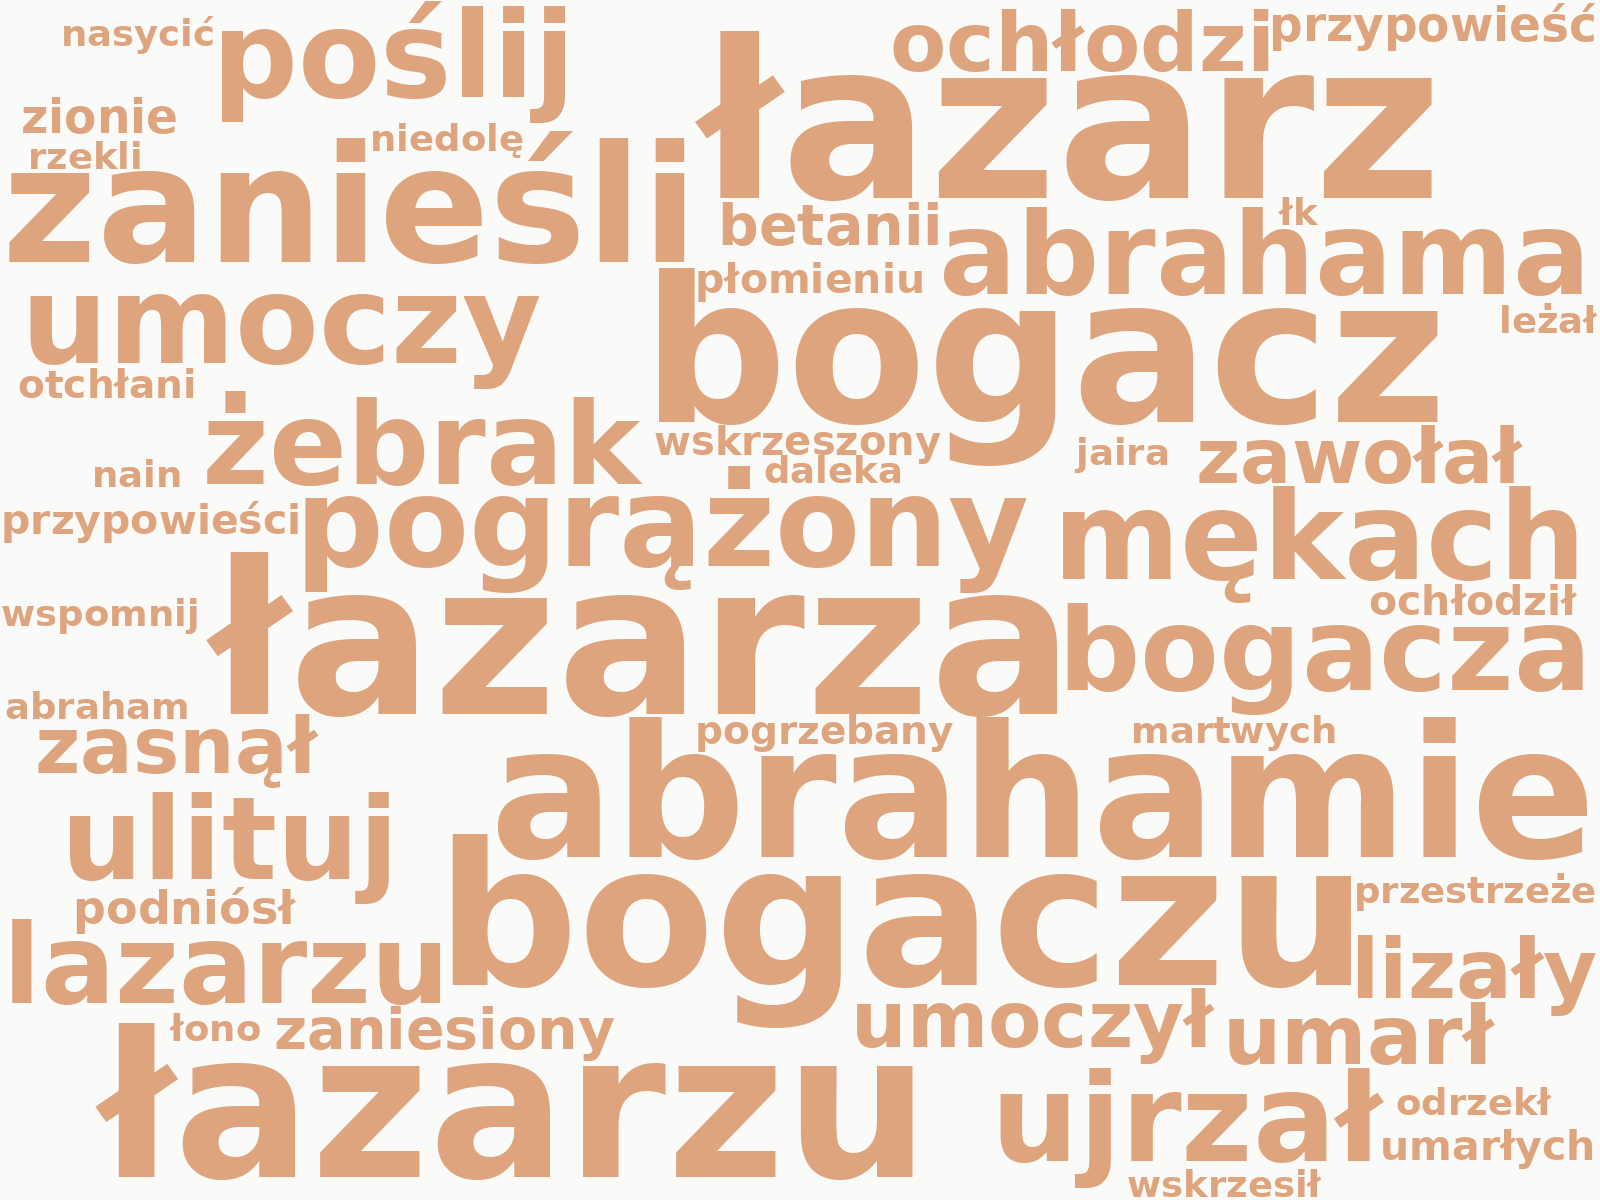 nasycić
poślij
ochłodzi
przypowieść
łazarz
zionie
niedolę
rzekli
zanieśli
betanii
łk
abrahama
umoczy
płomieniu
leżał
bogacz
otchłani
żebrak
wskrzeszony
jaira
zawołał
nain
daleka
przypowieści
pogrążony
mękach
wspomnij
łazarza
ochłodził
bogacza
abraham
zasnął
pogrzebany
martwych
abrahamie
ulituj
bogaczu
przestrzeże
podniósł
lazarzu
lizały
łono
zaniesiony
umoczył
umarł
łazarzu
ujrzał
odrzekł
umarłych
wskrzesił